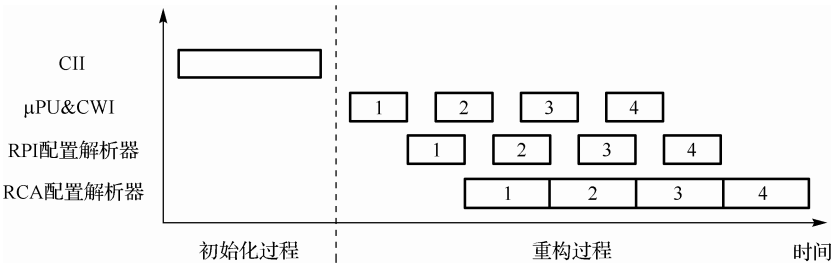 CII
μPU&CWI
1 2 3 4
RPI配置解析器
1 2 3 4
RCA配置解析器
1 2 3 4
初始化过程
重构过程
时间